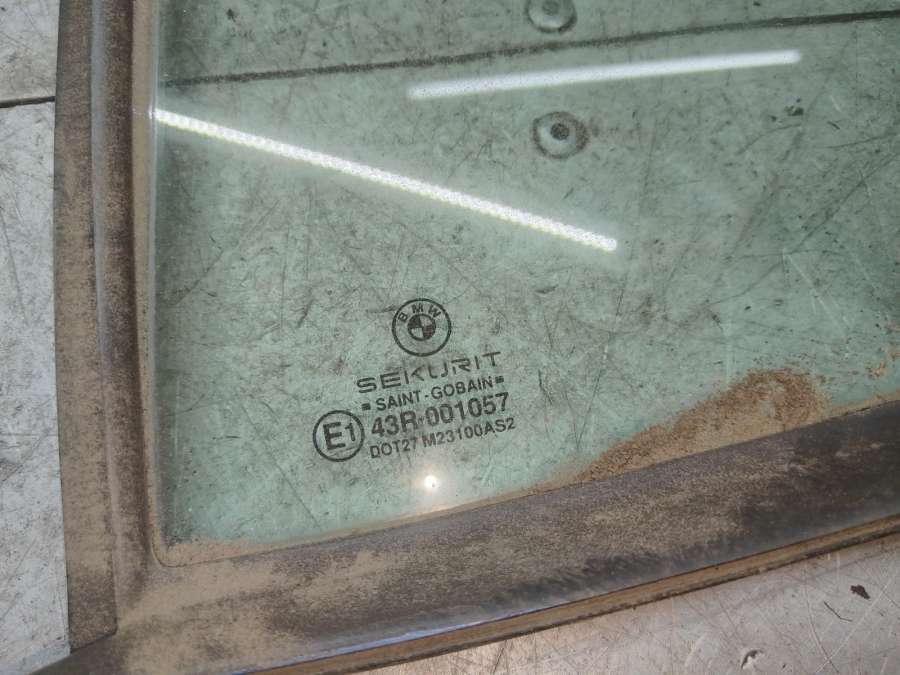 BMW
SEKURIT
SAINT-GOBAIN
E1 43R-001057
DOT27 M23100AS2